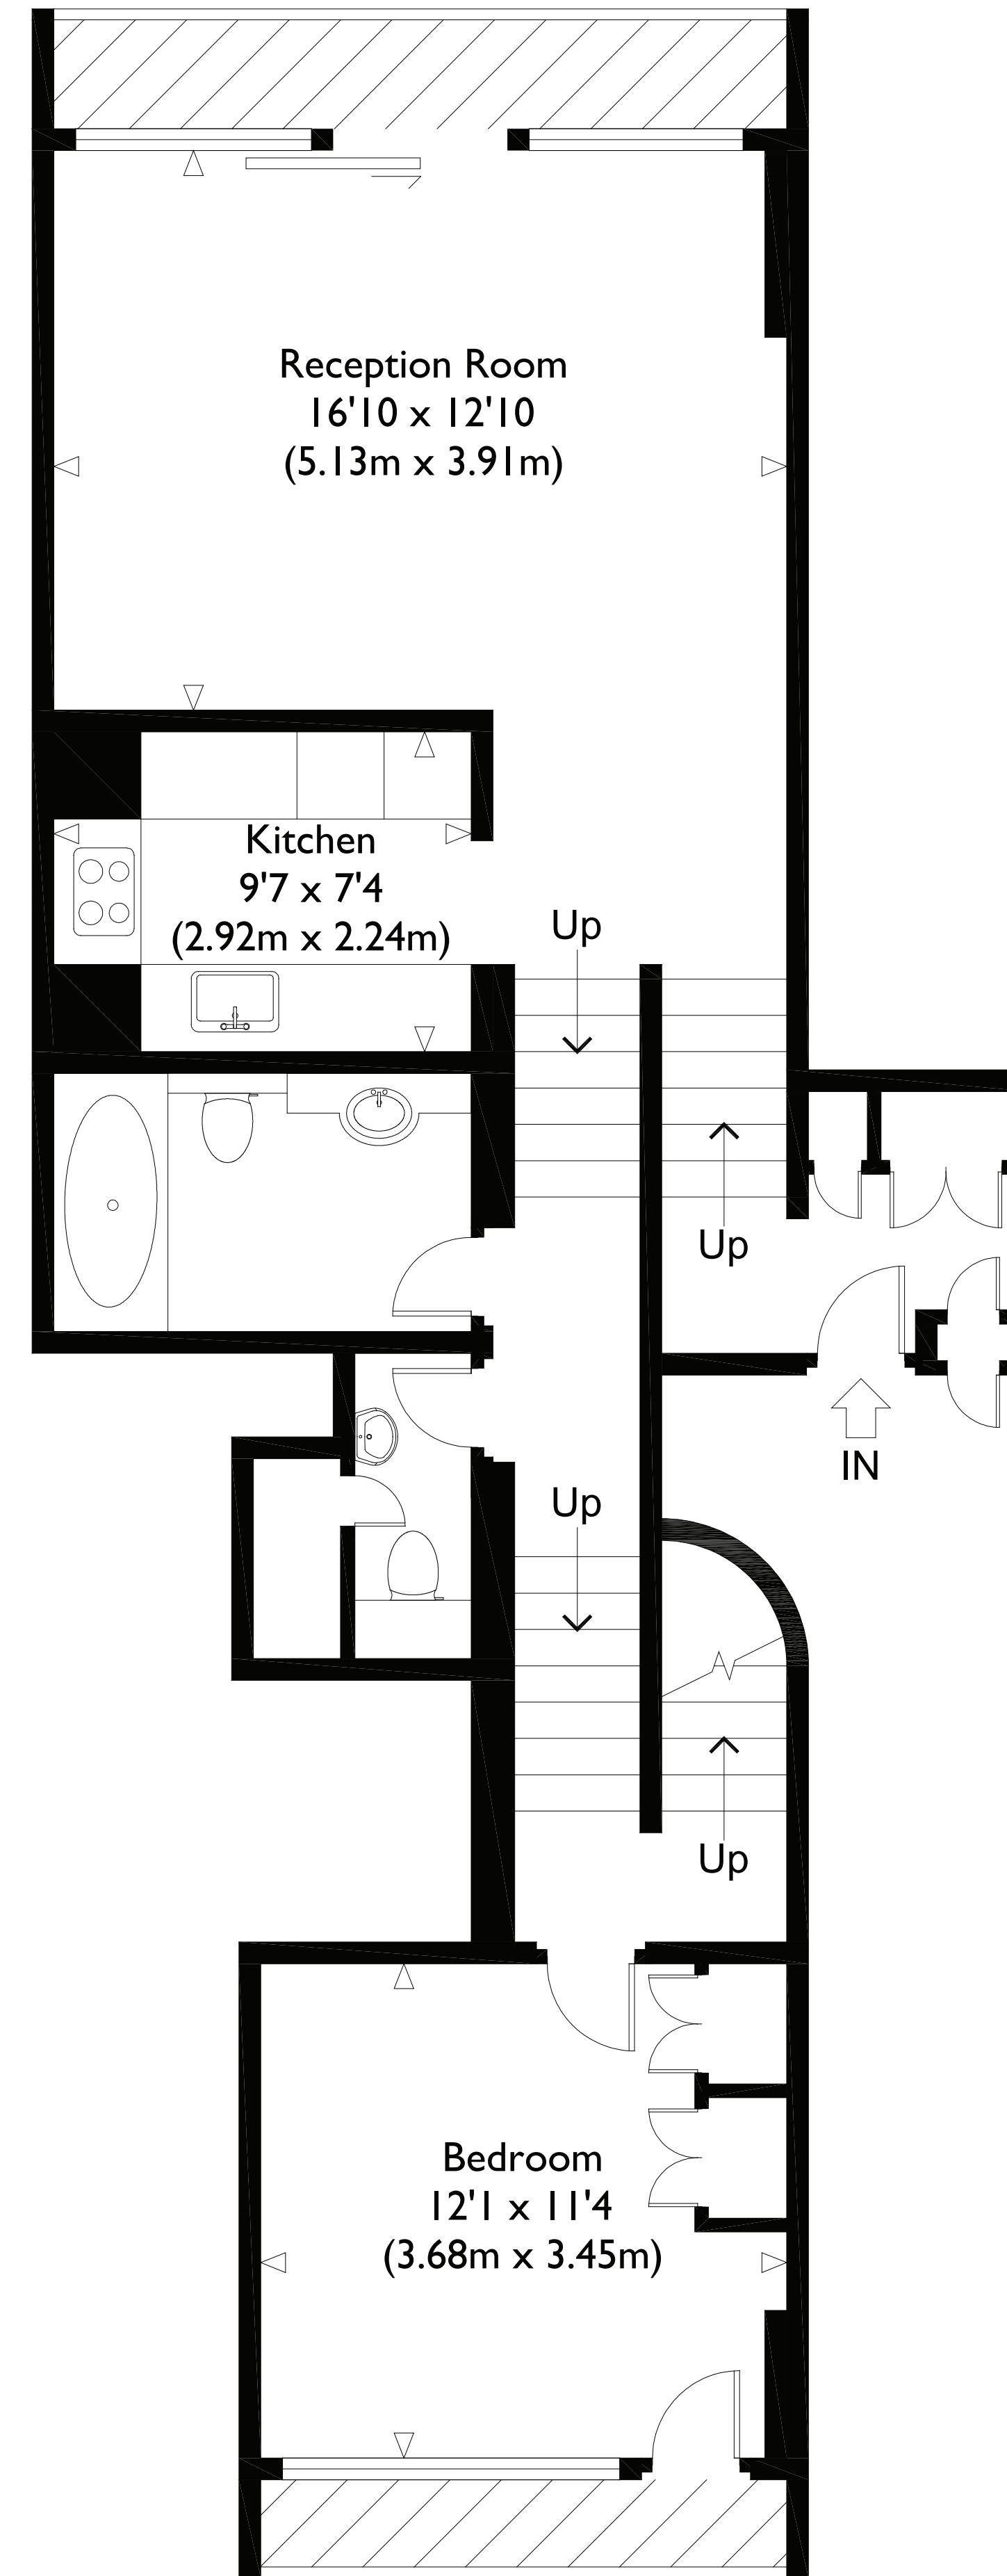 Reception Room
16'10 x 12'10
(5.13m x 3.91m)
Kitchen
9'7 x 7'4
(2.92m x 2.24m)
Up
Up
IN
Up
Up
Bedroom
12'1 x 11'4
(3.68m x 3.45m)